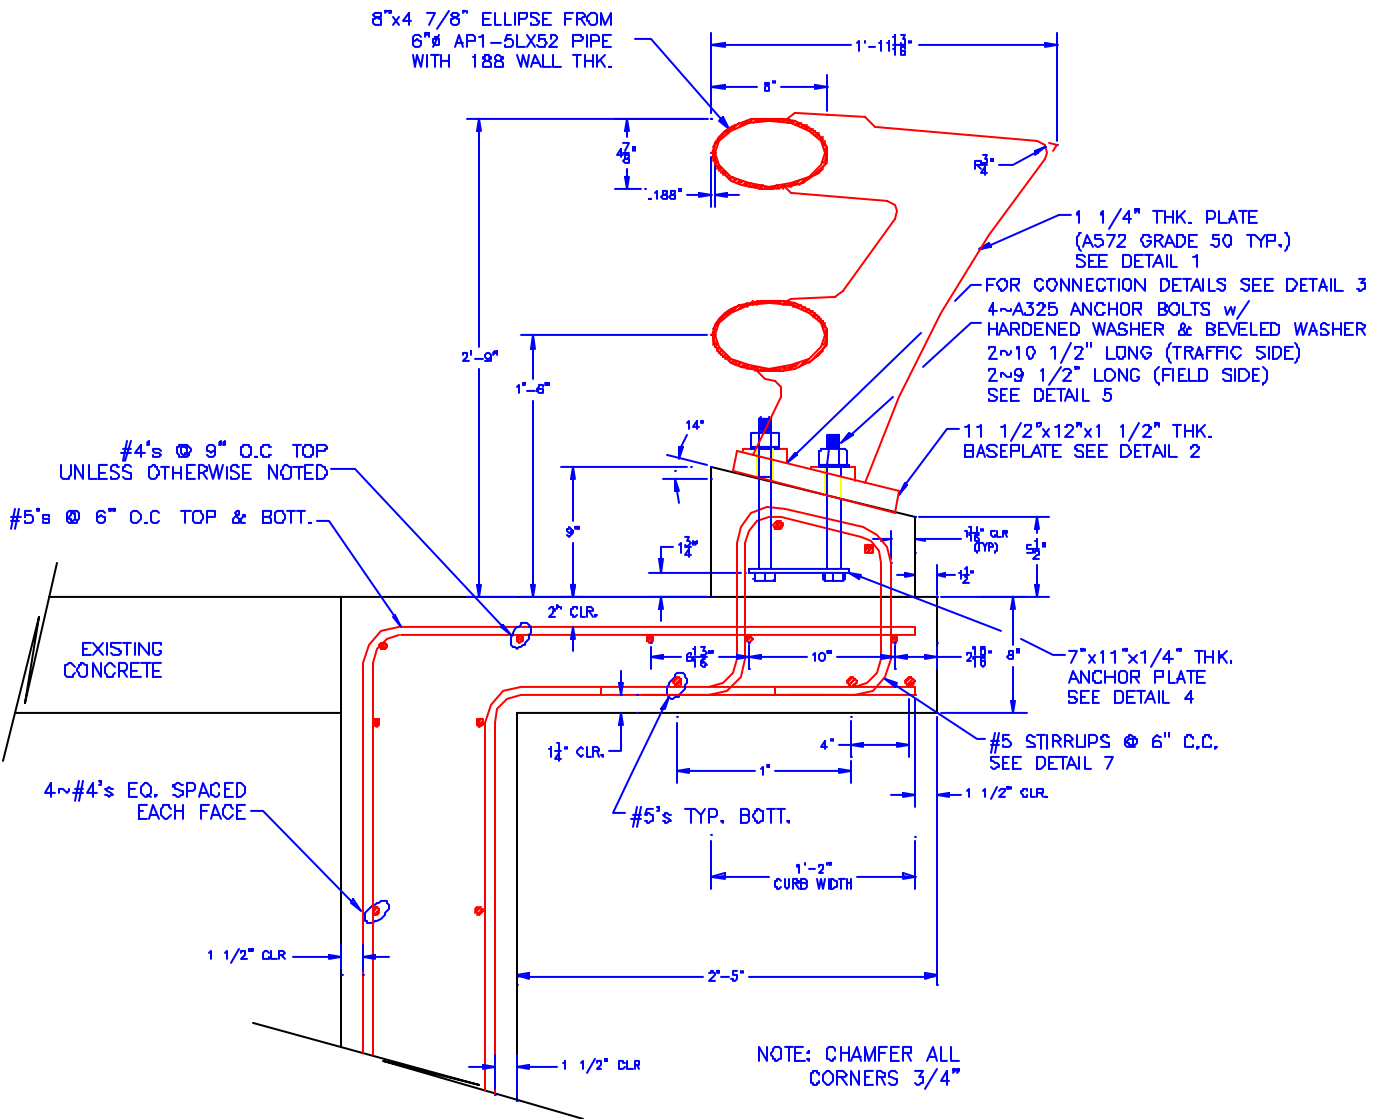 8"x4 7/8" ELLIPSE FROM
6"ø AP1-5LX52 PIPE
WITH .188 WALL THK.
1'-11 13/16"
8"
4 7/8"
.188"
R 3/4"
1 1/4" THK. PLATE
(A572 GRADE 50 TYP.)
SEE DETAIL 1
FOR CONNECTION DETAILS SEE DETAIL 3
4~A325 ANCHOR BOLTS w/
HARDENED WASHER & BEVELED WASHER
2~10 1/2" LONG (TRAFFIC SIDE)
2~9 1/2" LONG (FIELD SIDE)
SEE DETAIL 5
2'-9"
1'-6"
14°
11 1/2"x12"x1 1/2" THK.
BASEPLATE SEE DETAIL 2
#4's @ 9" O.C TOP
UNLESS OTHERWISE NOTED
#5's @ 6" O.C TOP & BOTT.
9"
1 3/4"
CLR
(TYP)
5 1/2"
1 1/2"
2" CLR.
EXISTING
CONCRETE
6 13/16"
10"
8"
7"x11"x1/4" THK.
ANCHOR PLATE
SEE DETAIL 4
1 1/4" CLR.
4"
1"
#5 STIRRUPS @ 6" C.C.
SEE DETAIL 7
4~#4's EQ. SPACED
EACH FACE
1 1/2" CLR.
#5's TYP. BOTT.
1'-2"
CURB WIDTH
1 1/2" CLR
2'-5"
1 1/2" CLR
NOTE: CHAMFER ALL
CORNERS 3/4"